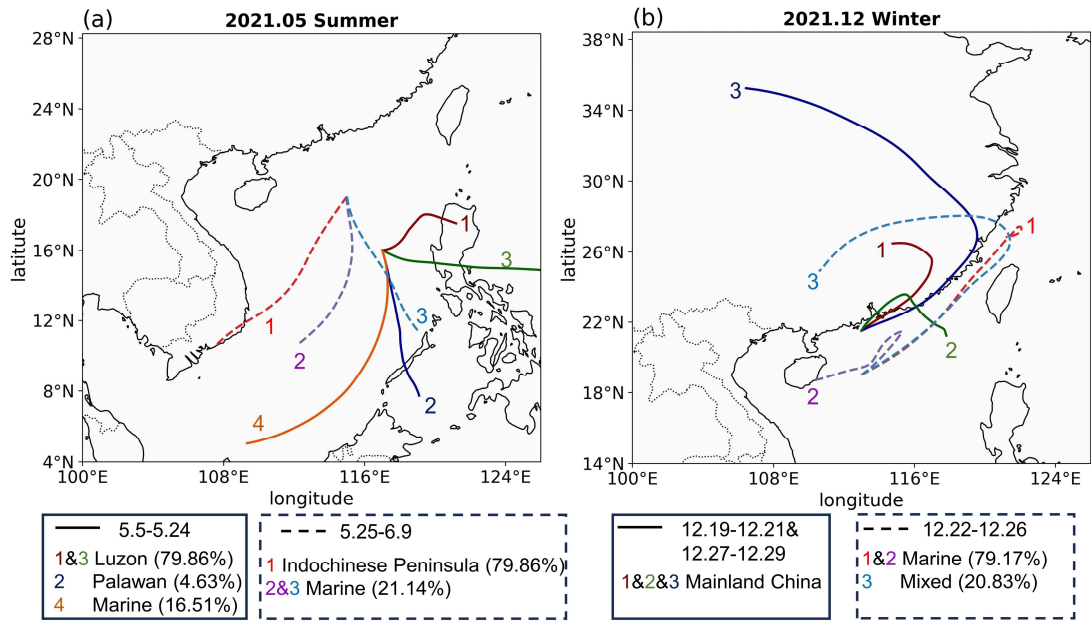 (a)
2021.05 Summer
28°N
24°N
20°N
16°N
12°N
8°N
4°N
latitude
100°E
108°E
116°E
124°E
longitude
1
3
1
2
3
2
4
5.5-5.24
1&3 Luzon (79.86%)
2 Palawan (4.63%)
4 Marine (16.51%)
5.25-6.9
1 Indochinese Peninsula (79.86%)
2&3 Marine (21.14%)
(b)
2021.12 Winter
38°N
34°N
30°N
26°N
22°N
18°N
14°N
latitude
100°E
108°E
116°E
124°E
longitude
3
1
1
3
2
2
12.19-12.21&
12.27-12.29
1&2&3 Mainland China
12.22-12.26
1&2 Marine (79.17%)
3 Mixed (20.83%)